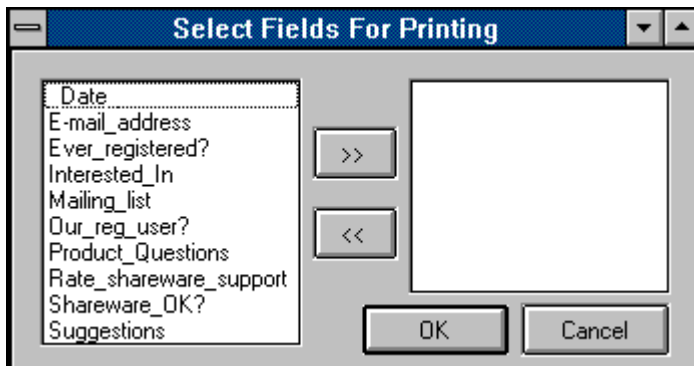 Select Fields For Printing
_Date
E-mail_address
Ever_registered?
Interested_In
Mailing_list
Our_reg_user?
Product_Questions
Rate_shareware_support
Shareware_OK?
Suggestions
>>
<<
OK
Cancel